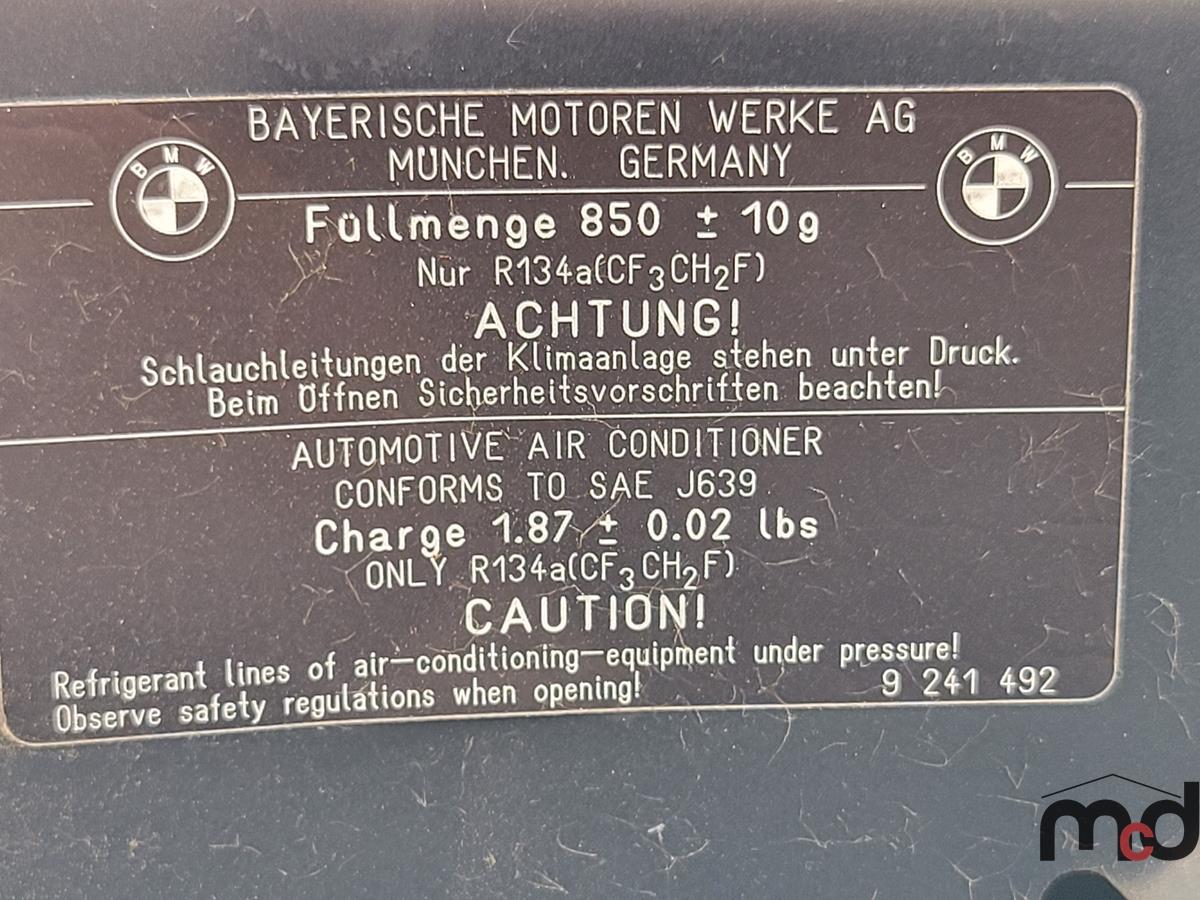 BAYERISCHE MOTOREN WERKE AG
MÜNCHEN. GERMANY
BMW
BMW
Füllmenge 850 ± 10g
Nur R134a(CF₃CH₂F)
ACHTUNG!
Schlauchleitungen der Klimaanlage stehen unter Druck.
Beim Öffnen Sicherheitsvorschriften beachten!
AUTOMOTIVE AIR CONDITIONER
CONFORMS TO SAE J639
Charge 1.87 ± 0.02 lbs
ONLY R134a(CF₃CH₂F)
CAUTION!
Refrigerant lines of air-conditioning-equipment under pressure!
Observe safety regulations when opening!
9 241 492
mcd